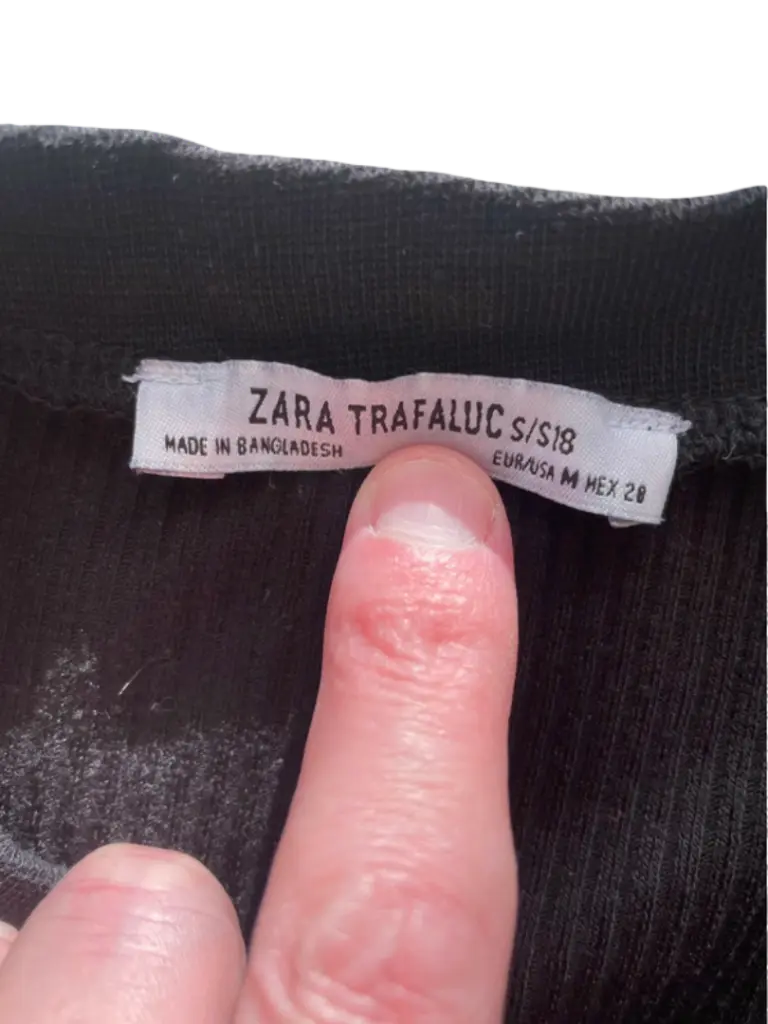 ZARA TRAFALUC S/S18
MADE IN BANGLADESH
EUR/USA M MEX 28